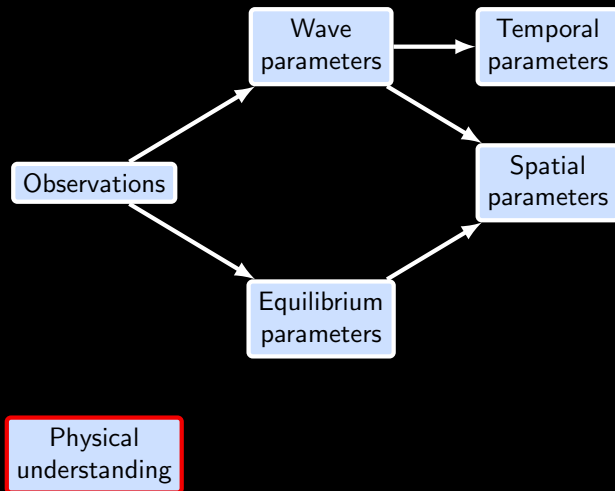 Wave
parameters
Temporal
parameters
Observations
Spatial
parameters
Equilibrium
parameters
Physical
understanding